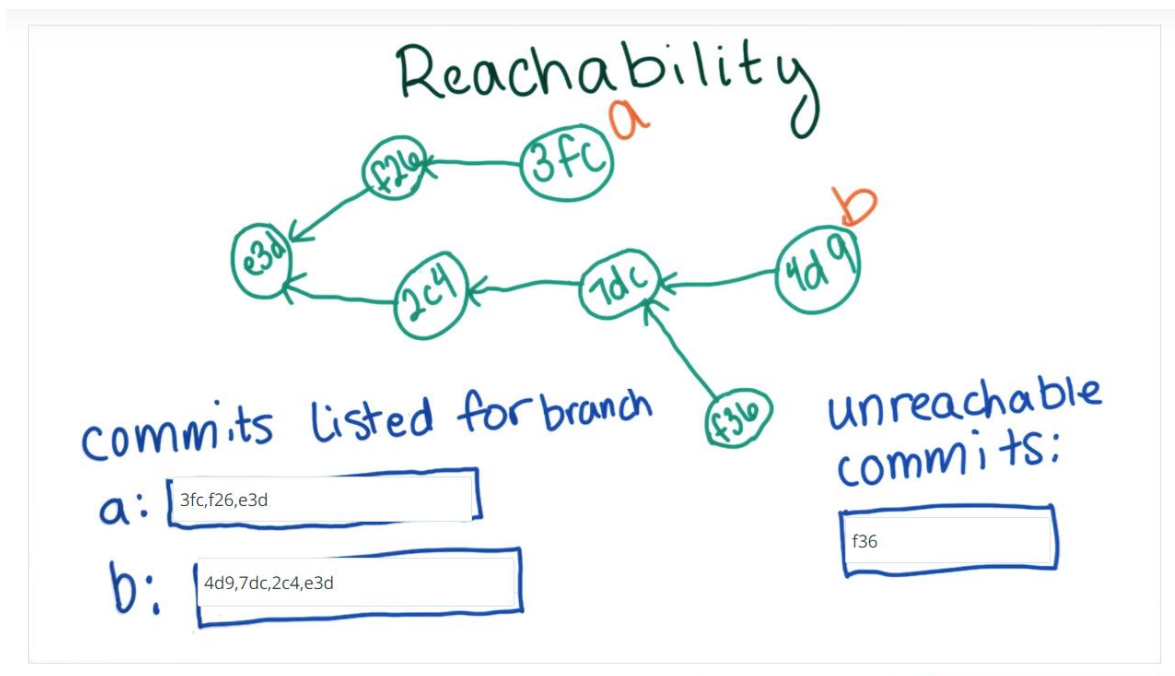 Reachability
a
f26
3fc
b
e3d
2c4
7dc
4d9
f36
commits listed for branch
a: 3fc,f26,e3d
b: 4d9,7dc,2c4,e3d
unreachable
commits:
f36